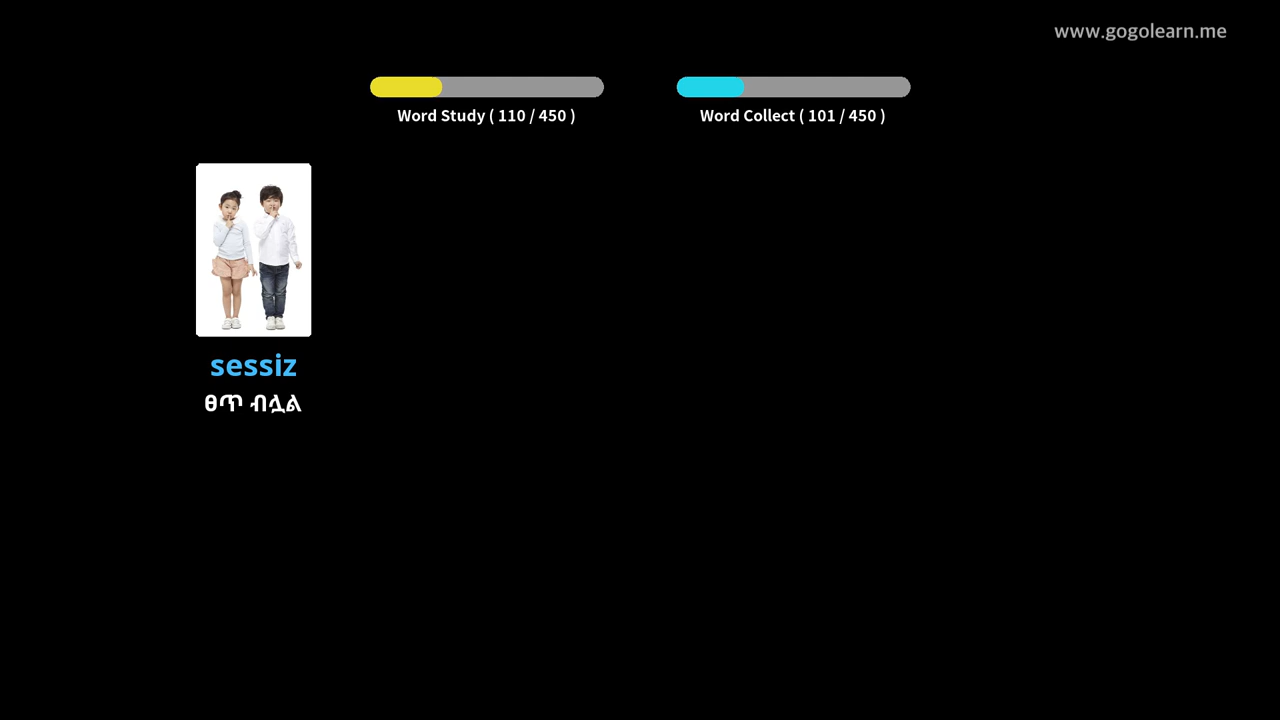 www.gogolearn.me
Word Study ( 110 / 450 )
Word Collect ( 101 / 450 )
sessiz
ፀጥ ብሏል